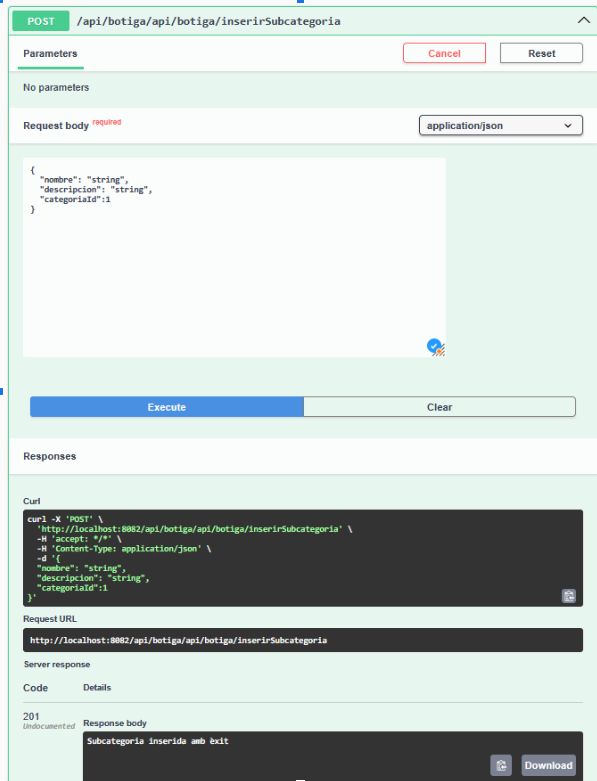 POST /api/botiga/api/botiga/inserirSubcategoria
Parameters
Cancel
Reset
No parameters
Request body required
application/json
{
"nombre": "string",
"descripcion": "string",
"categoriaId":1
}
Execute
Clear
Responses
Curl
curl -X 'POST' \
'http://localhost:8082/api/botiga/api/botiga/inserirSubcategoria' \
-H 'accept: */*' \
-H 'Content-Type: application/json' \
-d '{
"nombre": "string",
"descripcion": "string",
"categoriaId":1
}'
Request URL
http://localhost:8082/api/botiga/api/botiga/inserirSubcategoria
Server response
Code Details
201
Undocumented
Response body
Subcategoria inserida amb èxit
Download